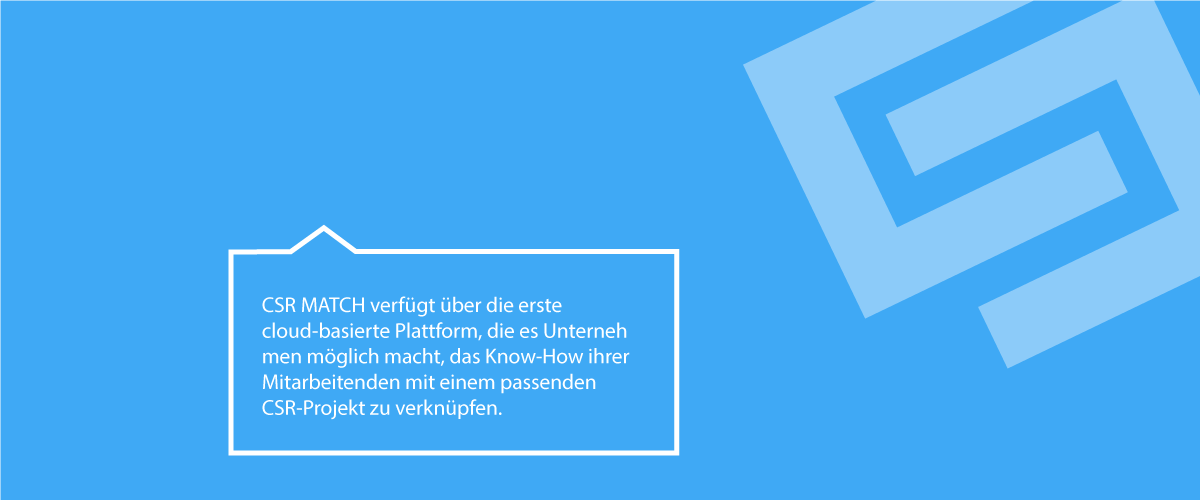 CSR MATCH verfügt über die erste
cloud-basierte Plattform, die es Unterneh
men möglich macht, das Know-How ihrer
Mitarbeitenden mit einem passenden
CSR-Projekt zu verknüpfen.